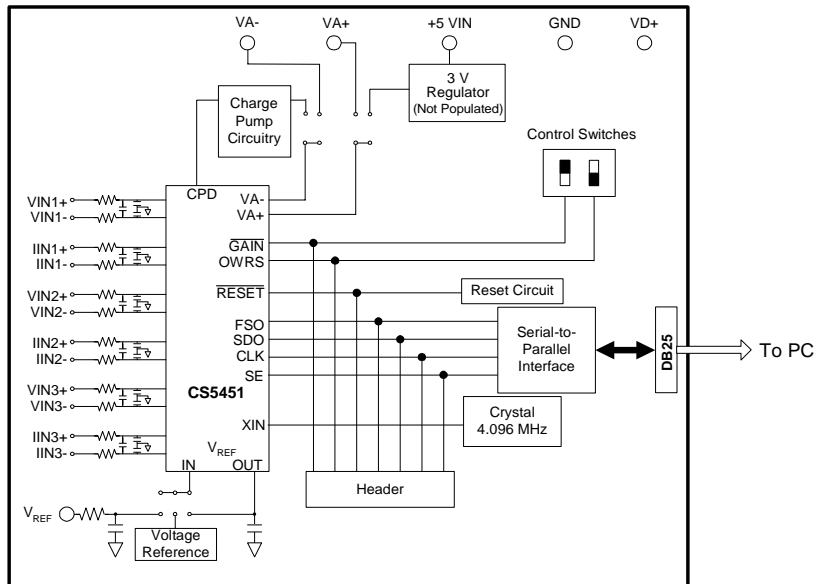 VA-
VA+
+5 VIN
GND
VD+
3 V
Regulator
(Not Populated)
Charge
Pump
Circuitry
Control Switches
CPD
VA-
VA+
VIN1+
VIN1-
GAIN
OWRS
IIN1+
IIN1-
RESET
Reset Circuit
VIN2+
VIN2-
FSO
SDO
CLK
SE
Serial-to-
Parallel
Interface
DB25
To PC
IIN2+
IIN2-
CS5451
VIN3+
VIN3-
XIN
Crystal
4.096 MHz
IIN3+
IIN3-
VREF
IN
OUT
Header
VREF
Voltage
Reference